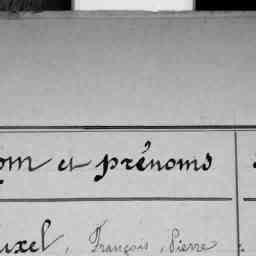 om et prénoms
uxel, François, Pierre